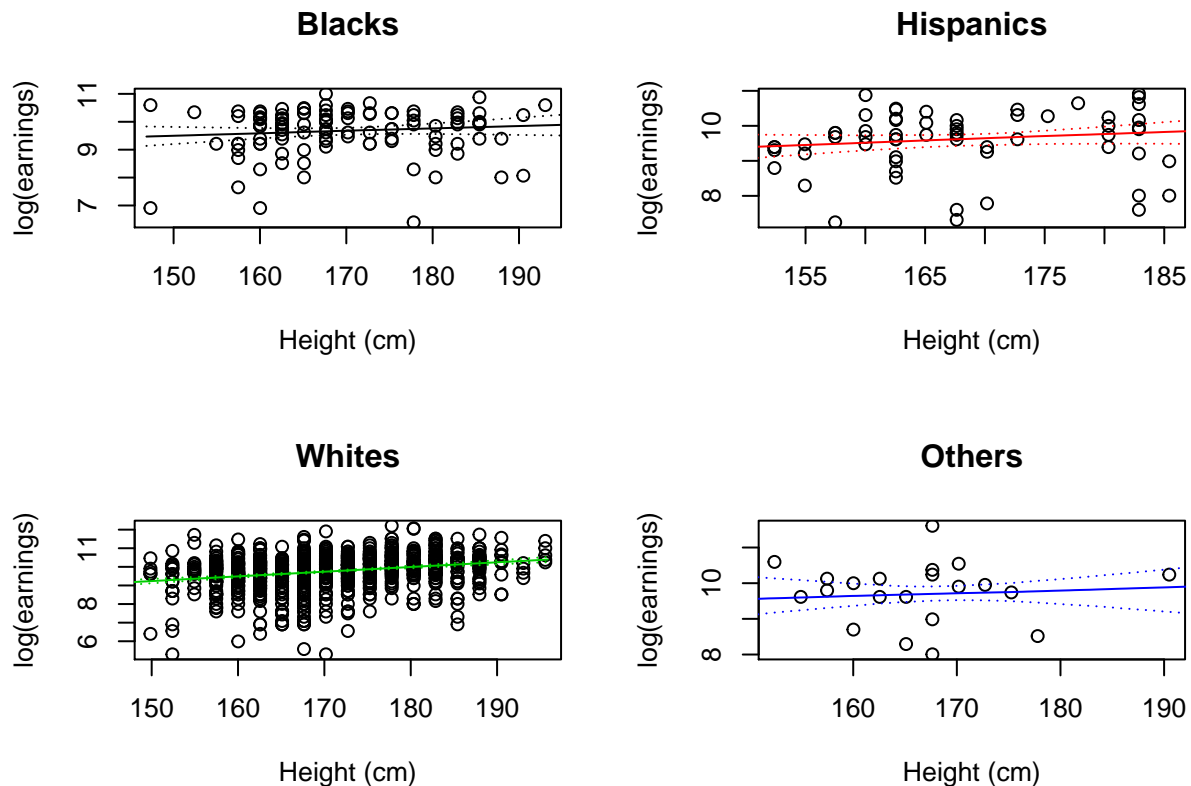 Blacks
log(earnings)
11
9
7
150 160 170 180 190
Height (cm)
Hispanics
log(earnings)
10
8
155 165 175 185
Height (cm)
Whites
log(earnings)
11
8
6
150 160 170 180 190
Height (cm)
Others
log(earnings)
10
8
160 170 180 190
Height (cm)